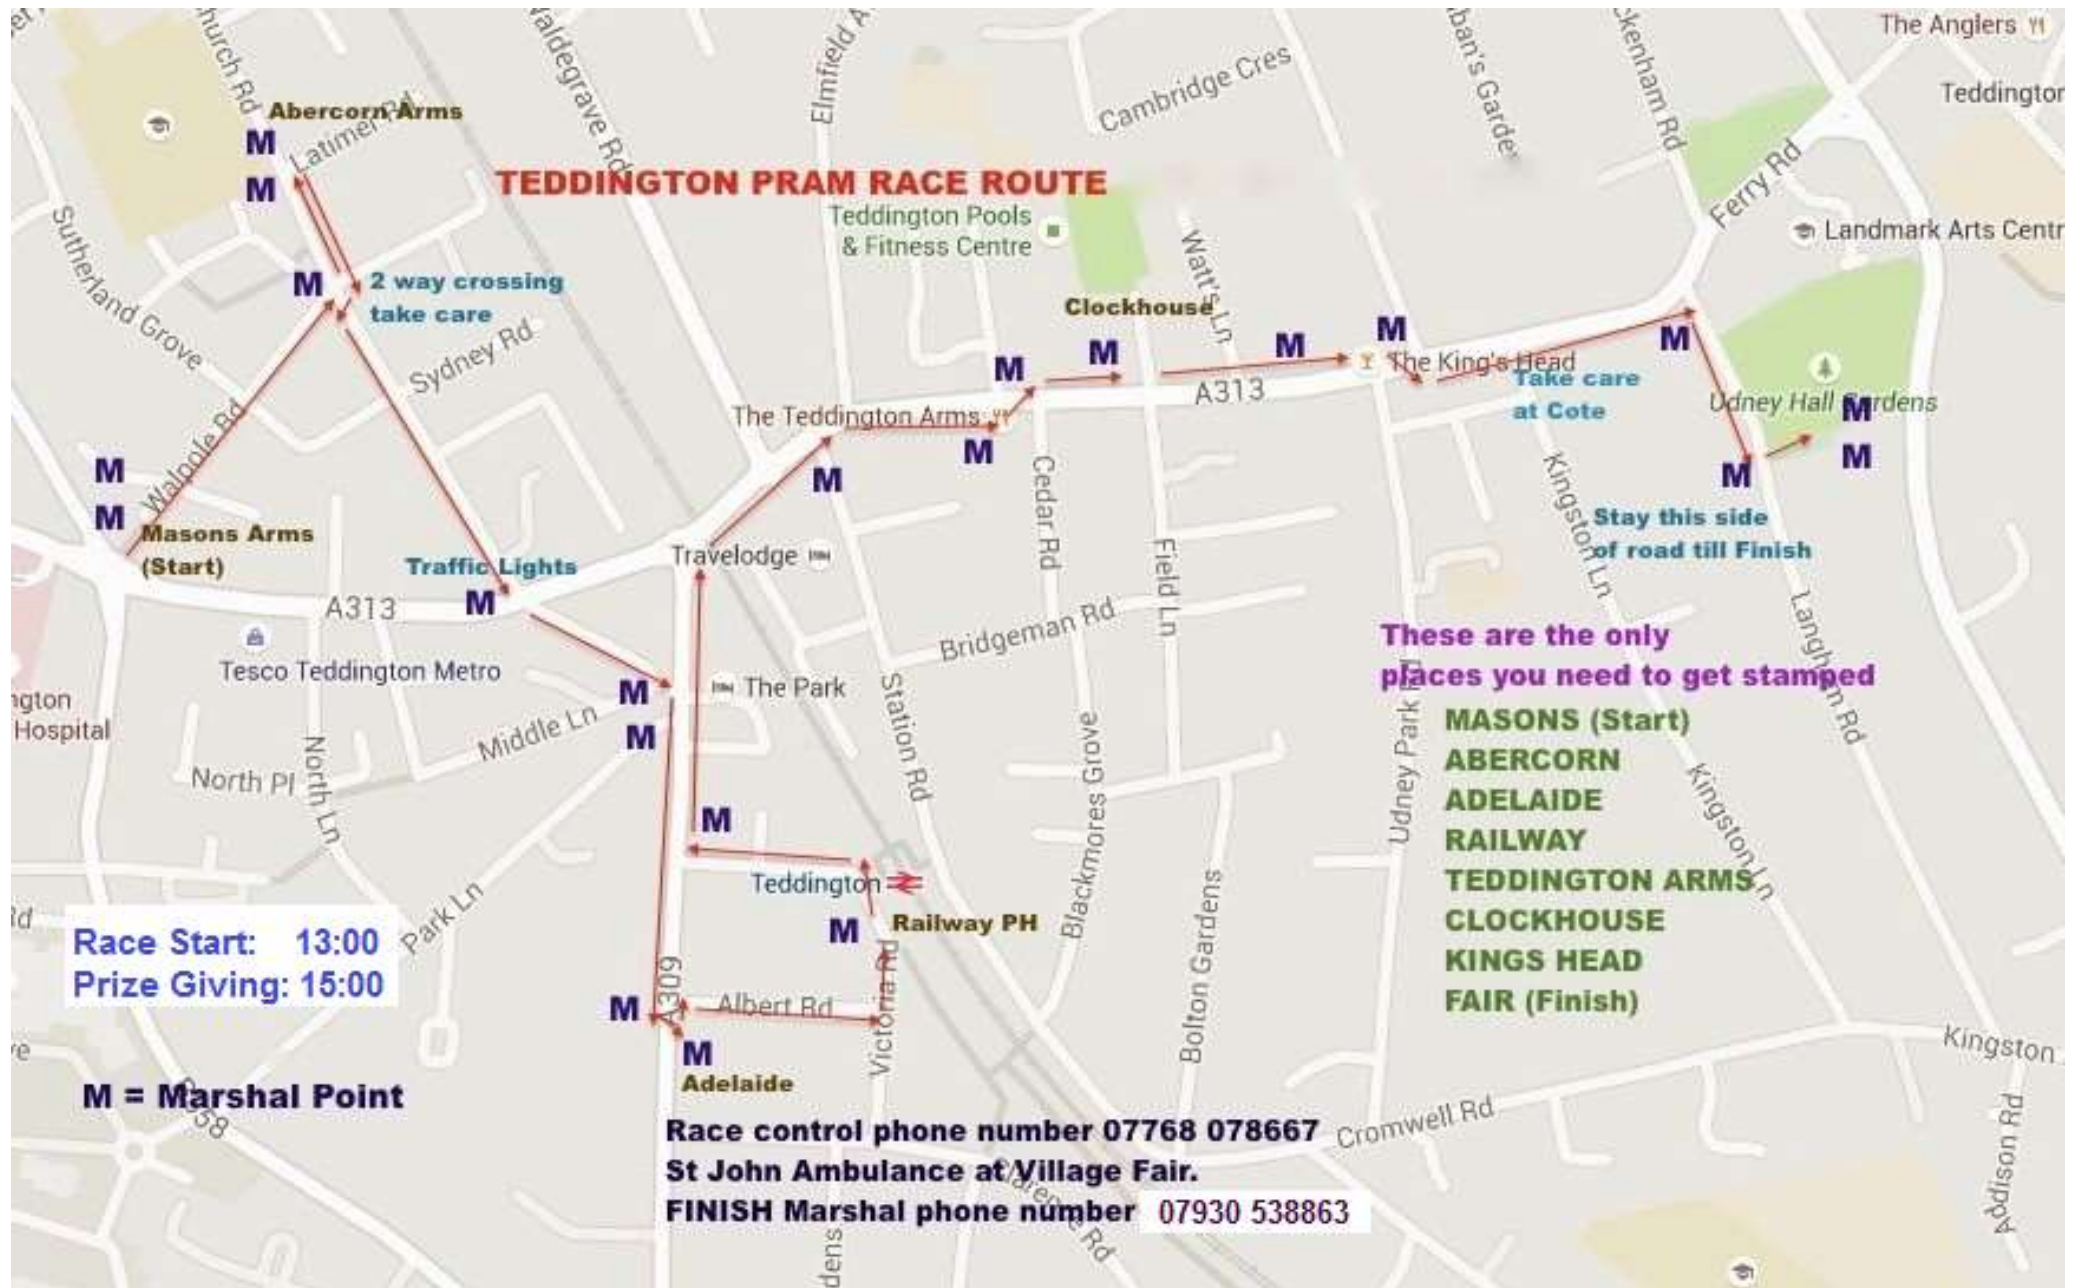 The Anglers
Church Rd
Waldegrave Rd
Elmfield A
Cambridge Cres
Teddington
Abercorn Arms
M
Latimer Rd
M
TEDDINGTON PRAM RACE ROUTE
Ferry Rd
Teddington Pools
& Fitness Centre
Landmark Arts Centr
Sutherland Grove
Watt's Ln
M
2 way crossing
take care
Clockhouse
Sydney Rd
M
M
M
M
M
The King's Head
Take care
at Cote
A313
Udney Hall Gardens
M
The Teddington Arms
Walpole Rd
M
M
M
M
M
M
Cedar Rd
Kingston Ln
Masons Arms
(Start)
Stay this side
of road till Finish
Travelodge
Traffic Lights
Field Ln
M
A313
Bridgeman Rd
Langham Rd
Tesco Teddington Metro
These are the only
places you need to get stamped
M
The Park
Station Rd
ngton
Hospital
Middle Ln
M
North Pl
North Ln
Blackmores Grove
Udney Park Rd
Kingston Ln
MASONS (Start)
ABERCORN
ADELAIDE
RAILWAY
TEDDINGTON ARMS
CLOCKHOUSE
KINGS HEAD
FAIR (Finish)
M
Teddington
Park Ln
Bolton Gardens
Rd
M
Railway PH
Race Start: 13:00
Prize Giving: 15:00
A309
M
Albert Rd
Victoria Rd
M
Adelaide
Kingston
Addison Rd
M = Marshal Point
Cromwell Rd
Race control phone number 07768 078667
St John Ambulance at Village Fair.
FINISH Marshal phone number 07930 538863
Clarence Rd
dens